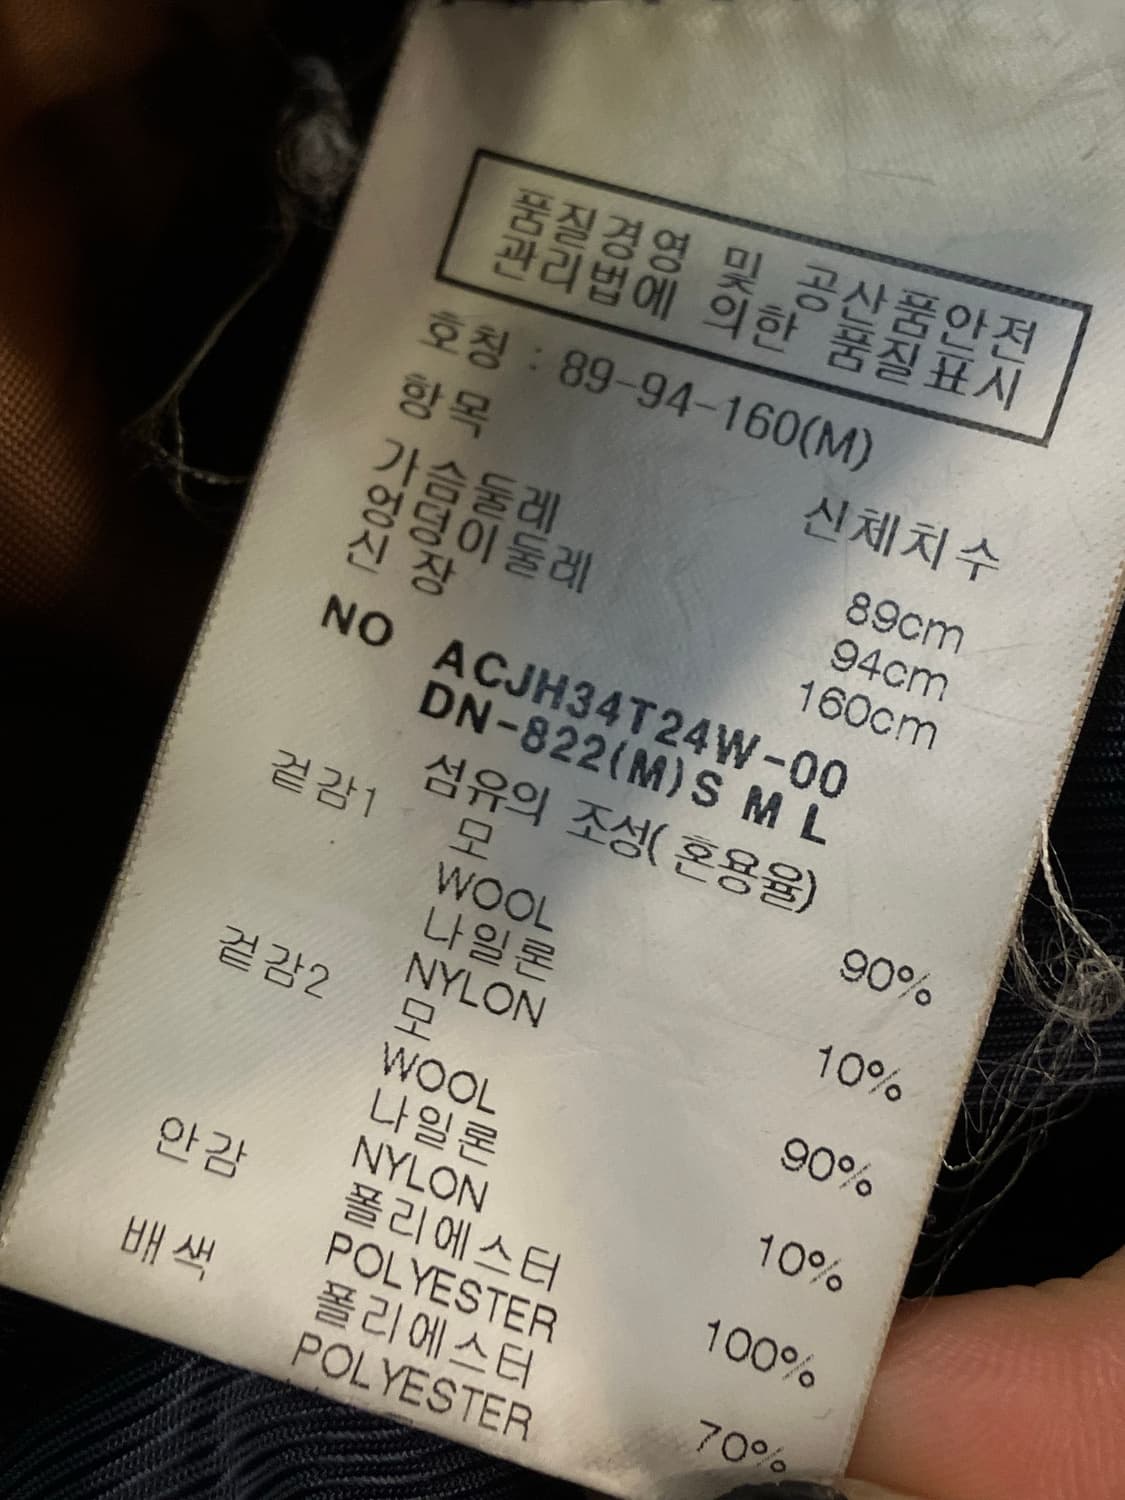 품질경영 및 공산품안전
관리법에 의한 품질표시
호칭 : 89-94-160(M)
항목 신체치수
가슴둘레 89cm
엉덩이둘레 94cm
신 장 160cm
NO ACJH34T24W-00
DN-822(M)S M L
섬유의 조성(혼용율)
겉감1 모
WOOL 90%
나일론
NYLON 10%
겉감2 모
WOOL 90%
나일론
NYLON 10%
안감 폴리에스터
POLYESTER 100%
배색 폴리에스터
POLYESTER 70%